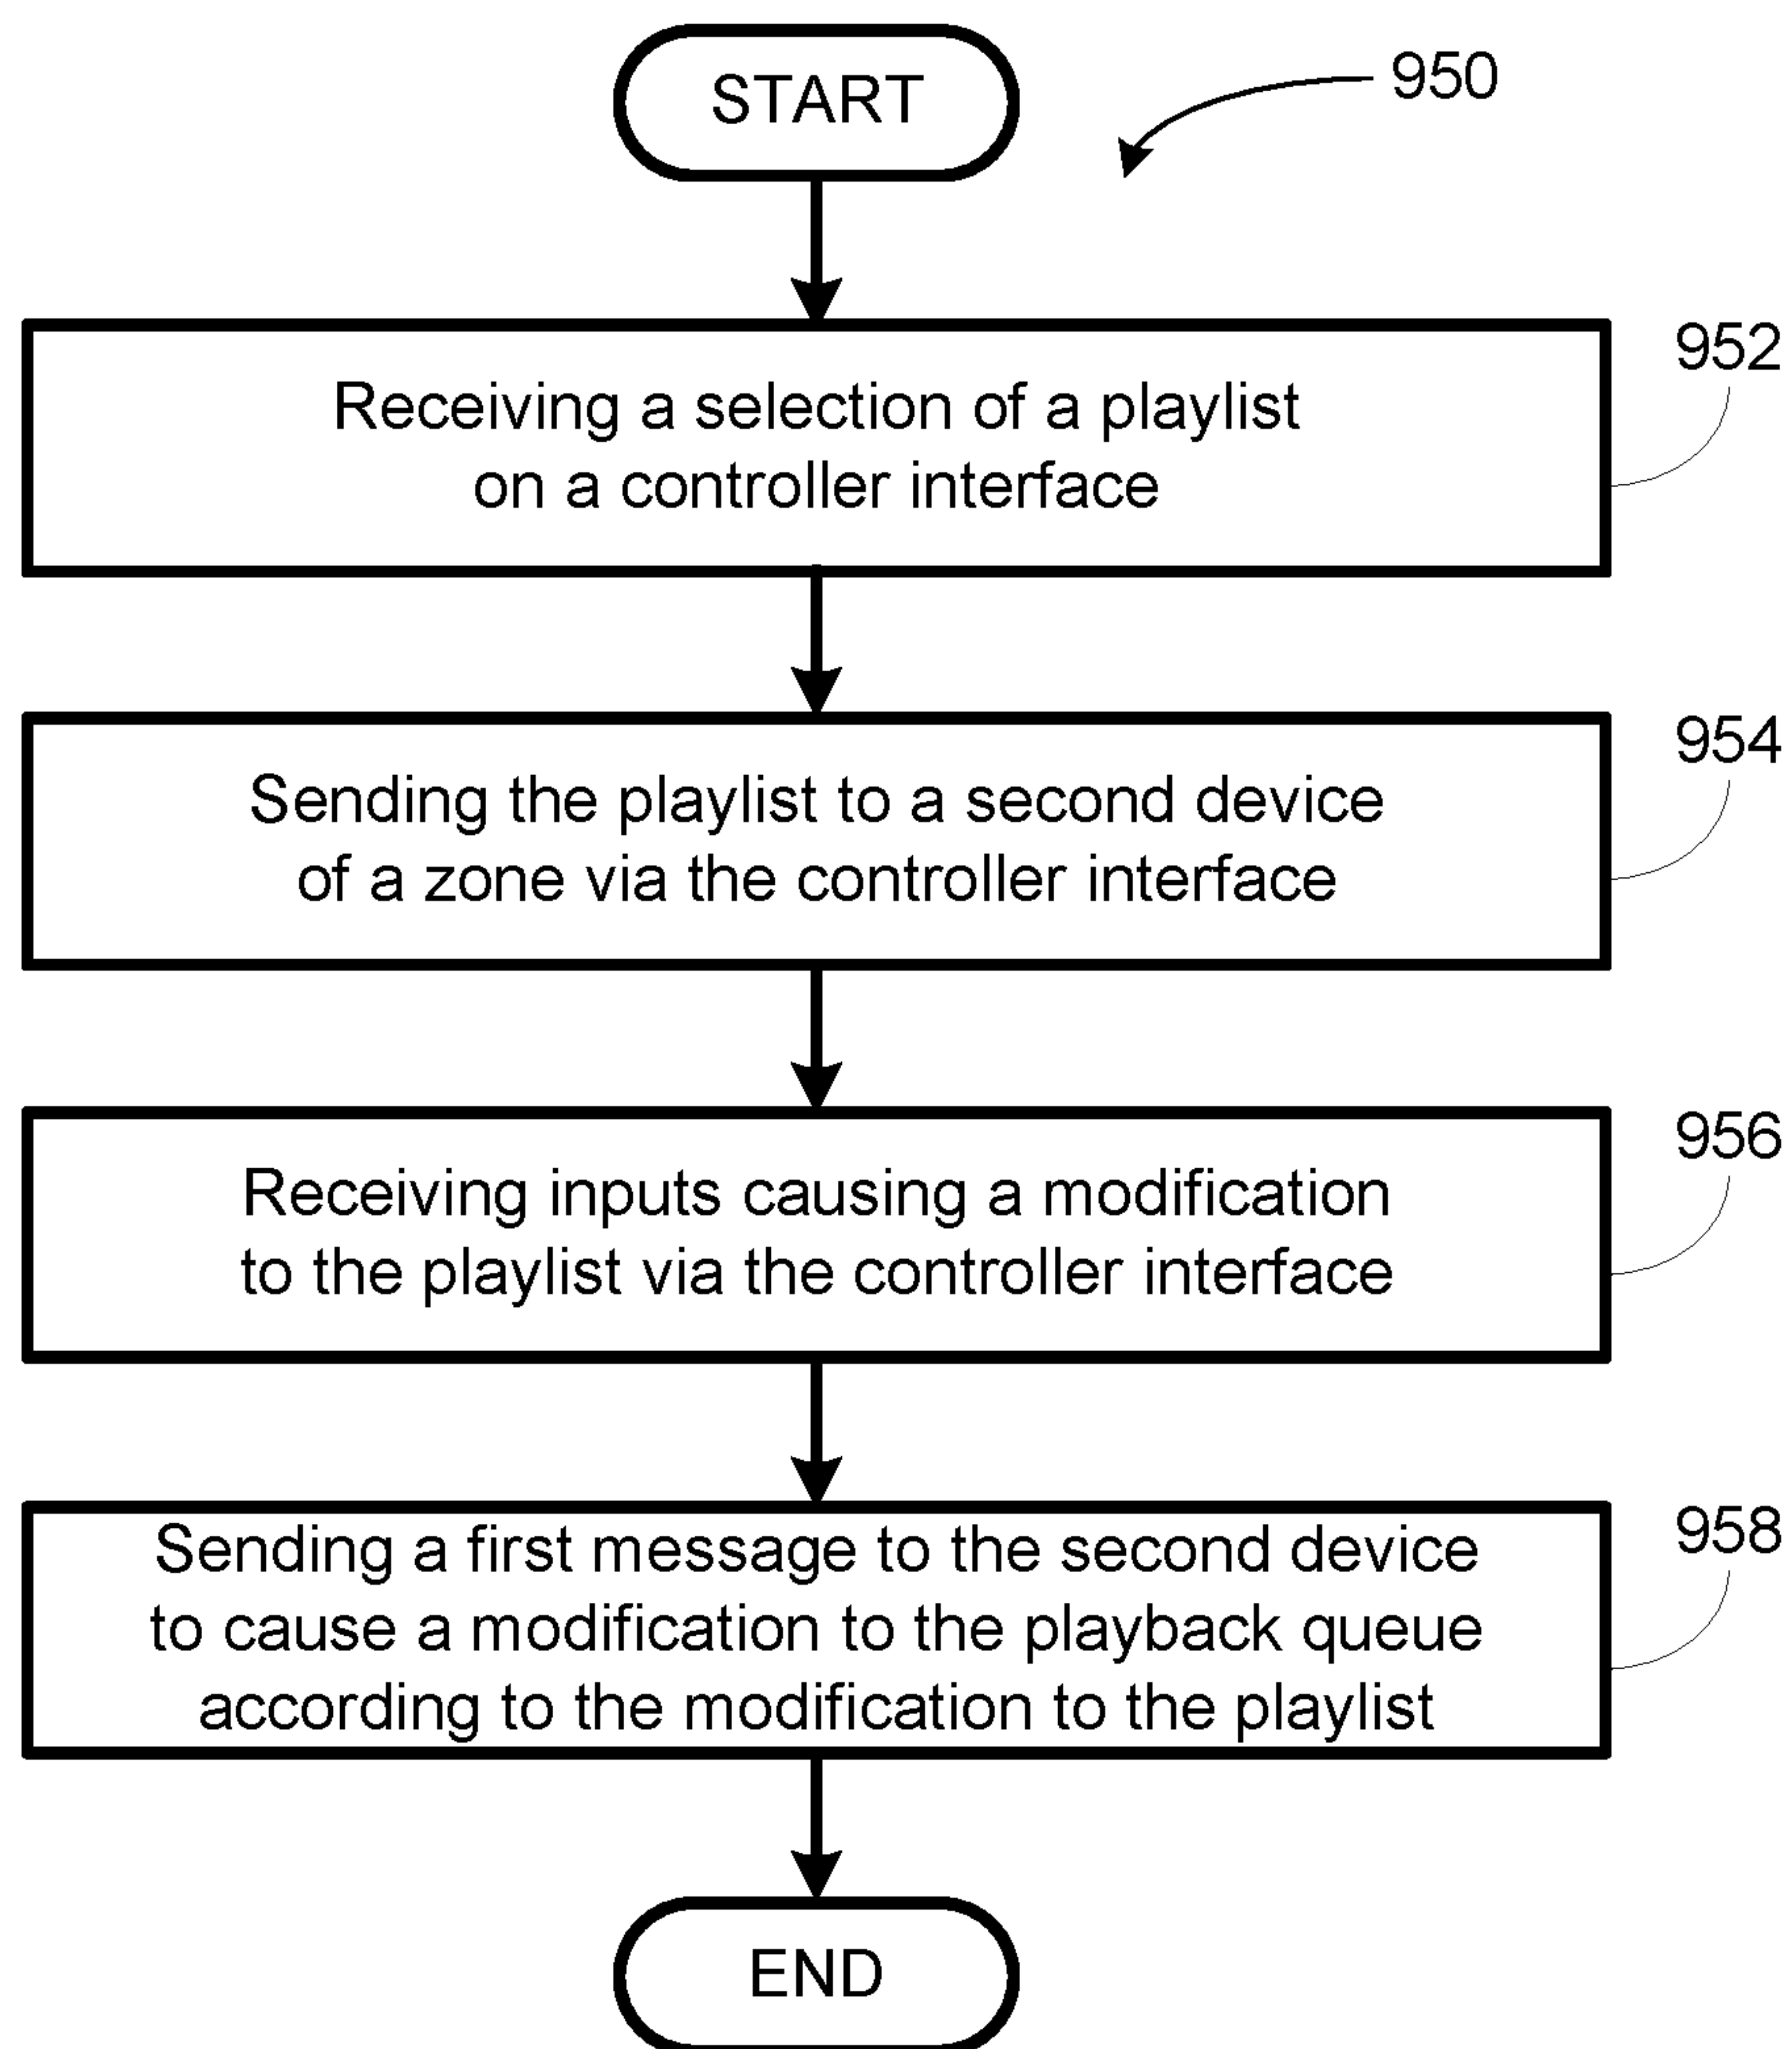 START
950
952
Receiving a selection of a playlist
on a controller interface
954
Sending the playlist to a second device
of a zone via the controller interface
956
Receiving inputs causing a modification
to the playlist via the controller interface
958
Sending a first message to the second device
to cause a modification to the playback queue
according to the modification to the playlist
END